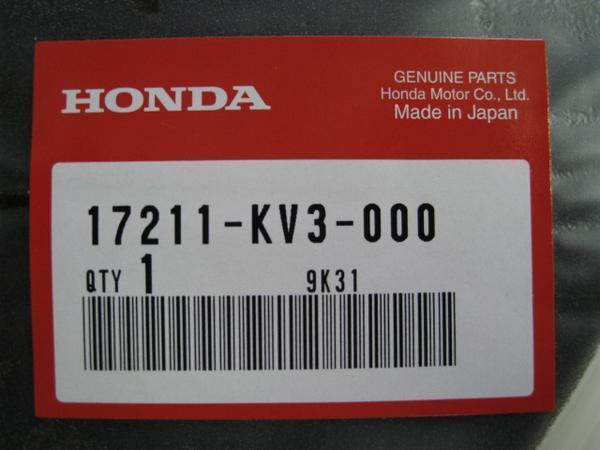 HONDA
GENUINE PARTS
Honda Motor Co., Ltd.
Made in Japan
17211-KV3-000
QTY 1 9K31